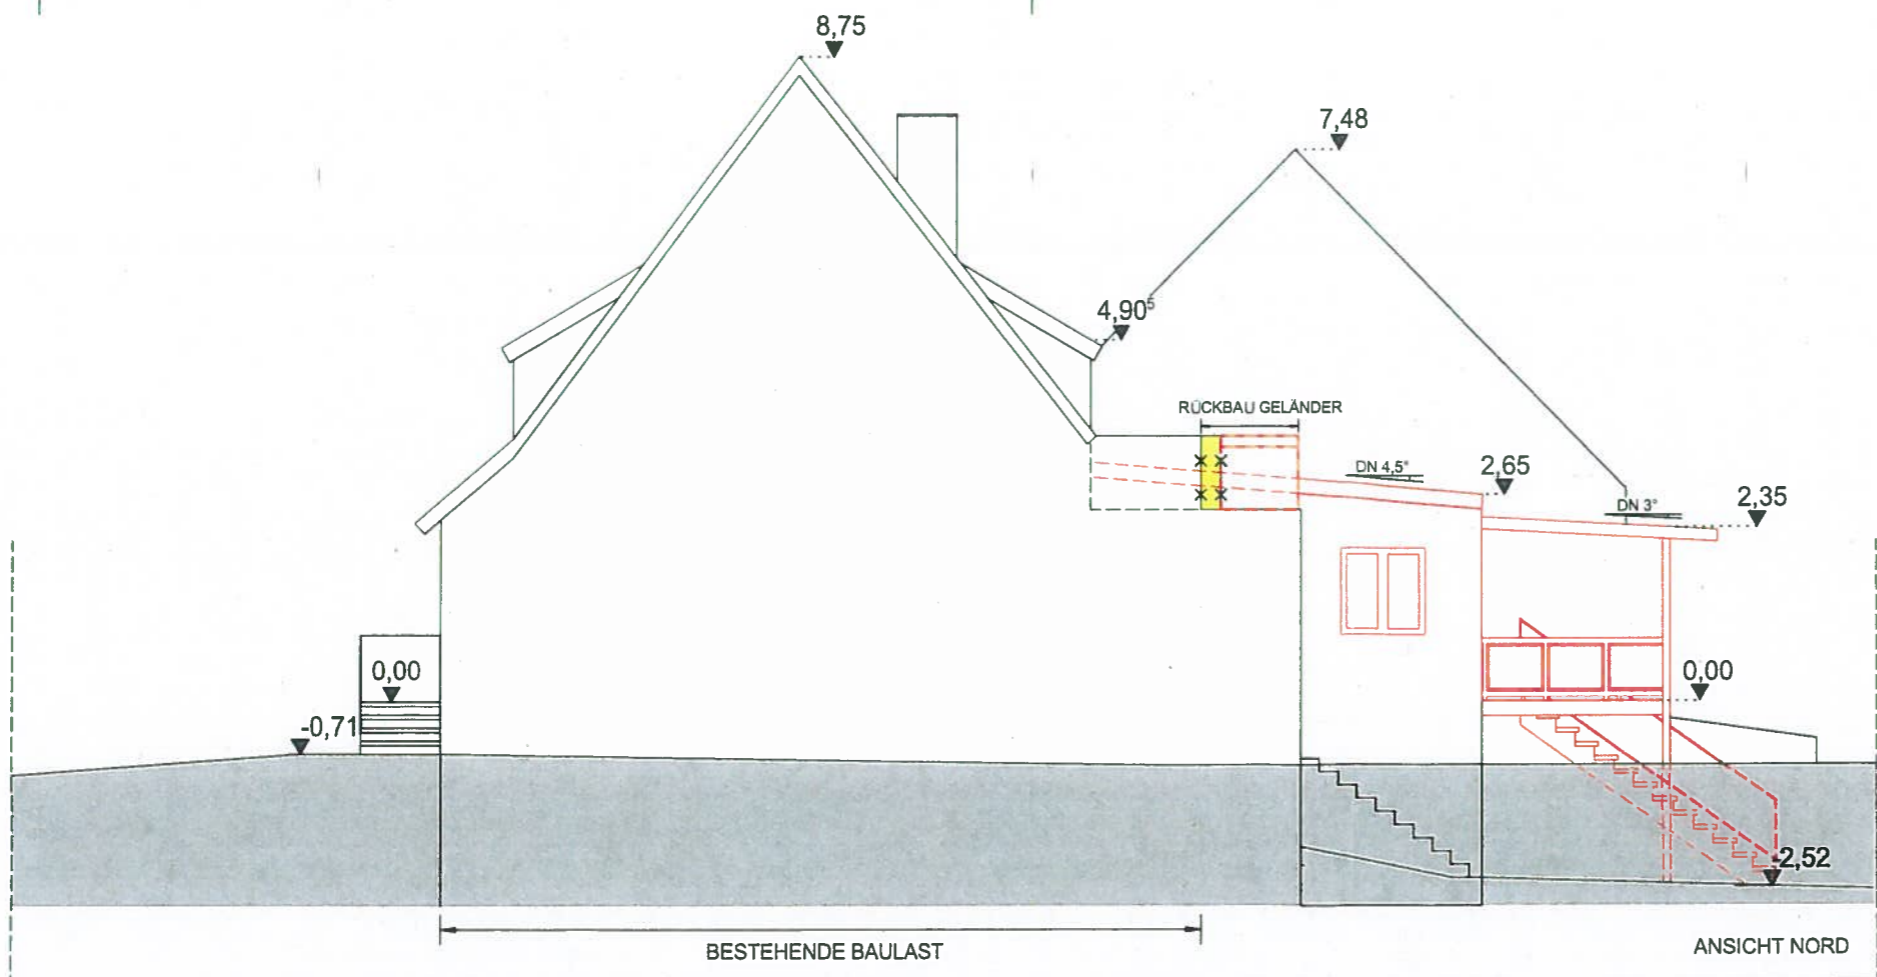 8,75
7,48
4,90⁵
RÜCKBAU GELÄNDER
DN 4,5°
2,65
DN 3°
2,35
0,00
0,00
-0,71
-2,52
BESTEHENDE BAULAST
ANSICHT NORD